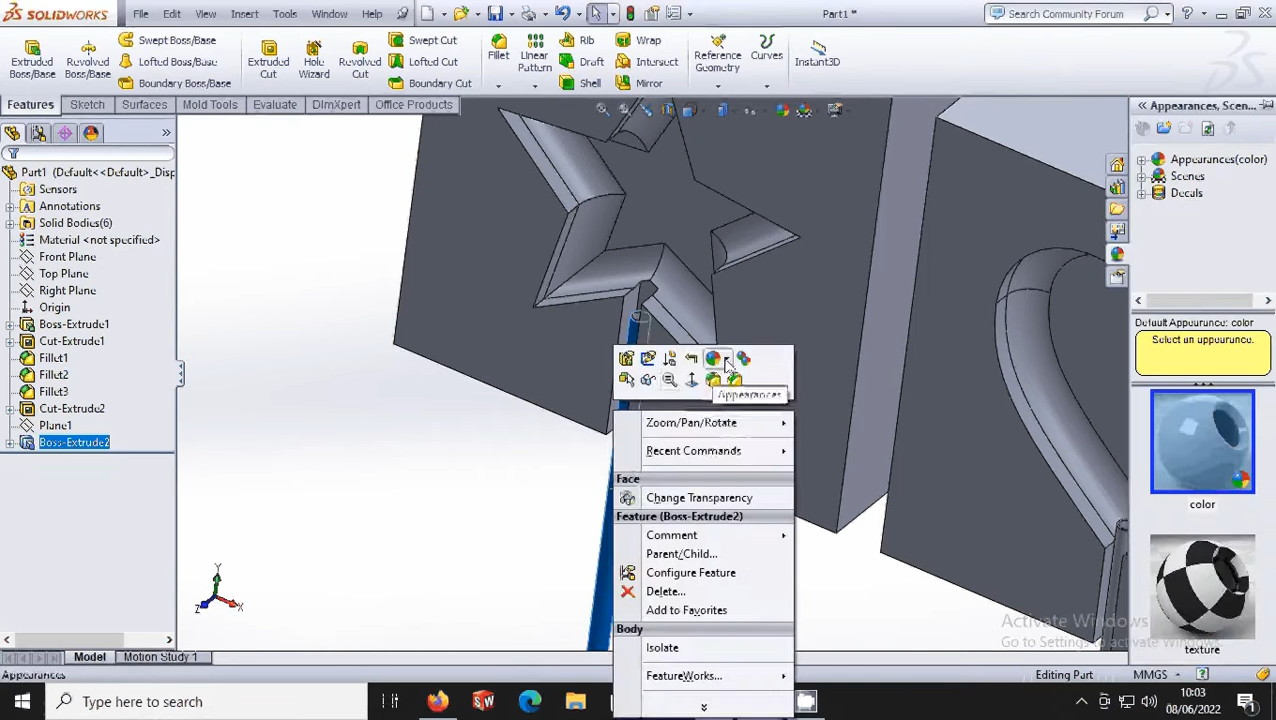 SOLIDWORKS File Edit View Insert Tools Window Help Part1 * Search Community Forum
Extruded Boss/Base
Revolved Boss/Base
Swept Boss/Base
Lofted Boss/Base
Boundary Boss/Base
Extruded Cut
Hole Wizard
Revolved Cut
Swept Cut
Lofted Cut
Boundary Cut
Fillet
Linear Pattern
Rib
Draft
Shell
Wrap
Intersect
Mirror
Reference Geometry
Curves
Instant3D
Features Sketch Surfaces Mold Tools Evaluate DimXpert Office Products
Part1 (Default<<Default>_Disp
Sensors
Annotations
Solid Bodies(6)
Material <not specified>
Front Plane
Top Plane
Right Plane
Origin
Boss-Extrude1
Cut-Extrude1
Fillet1
Fillet2
Fillet3
Cut-Extrude2
Plane1
Boss-Extrude2
Appearances
Zoom/Pan/Rotate
Recent Commands
Face
Change Transparency
Feature (Boss-Extrude2)
Comment
Parent/Child...
Configure Feature
Delete...
Add to Favorites
Body
Isolate
FeatureWorks...
Y
Z X
Appearances, Scen...
Appearances(color)
Scenes
Decals
Default Appearance: color
Select an appearance.
color
texture
Activate Windows
Go to Settings to activate Windows.
Model Motion Study 1
Appearances Editing Part MMGS
Type here to search
10:03
08/06/2022
1